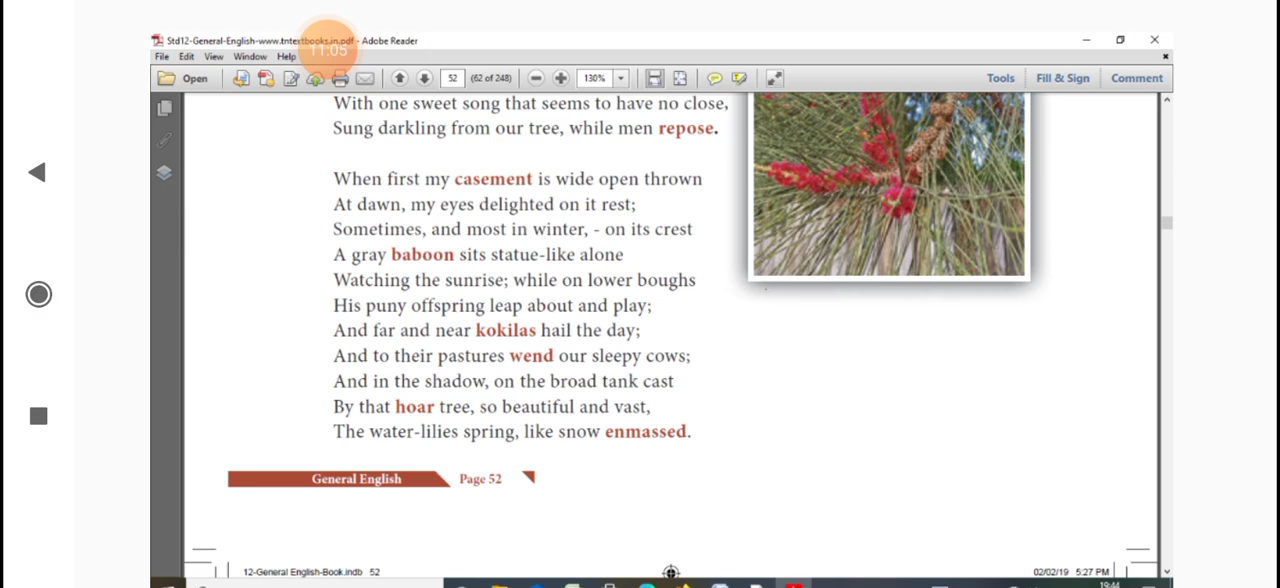 Std12-General-English-www.tntextbooks.in.pdf - Adobe Reader
11:05
File Edit View Window Help
Open 52 (62 of 248) 130% Tools Fill & Sign Comment
With one sweet song that seems to have no close,
Sung darkling from our tree, while men repose.
When first my casement is wide open thrown
At dawn, my eyes delighted on it rest;
Sometimes, and most in winter, - on its crest
A gray baboon sits statue-like alone
Watching the sunrise; while on lower boughs
His puny offspring leap about and play;
And far and near kokilas hail the day;
And to their pastures wend our sleepy cows;
And in the shadow, on the broad tank cast
By that hoar tree, so beautiful and vast,
The water-lilies spring, like snow enmassed.
General English Page 52
12-General English-Book.indb 52 02/02/19 5:27 PM
19:44